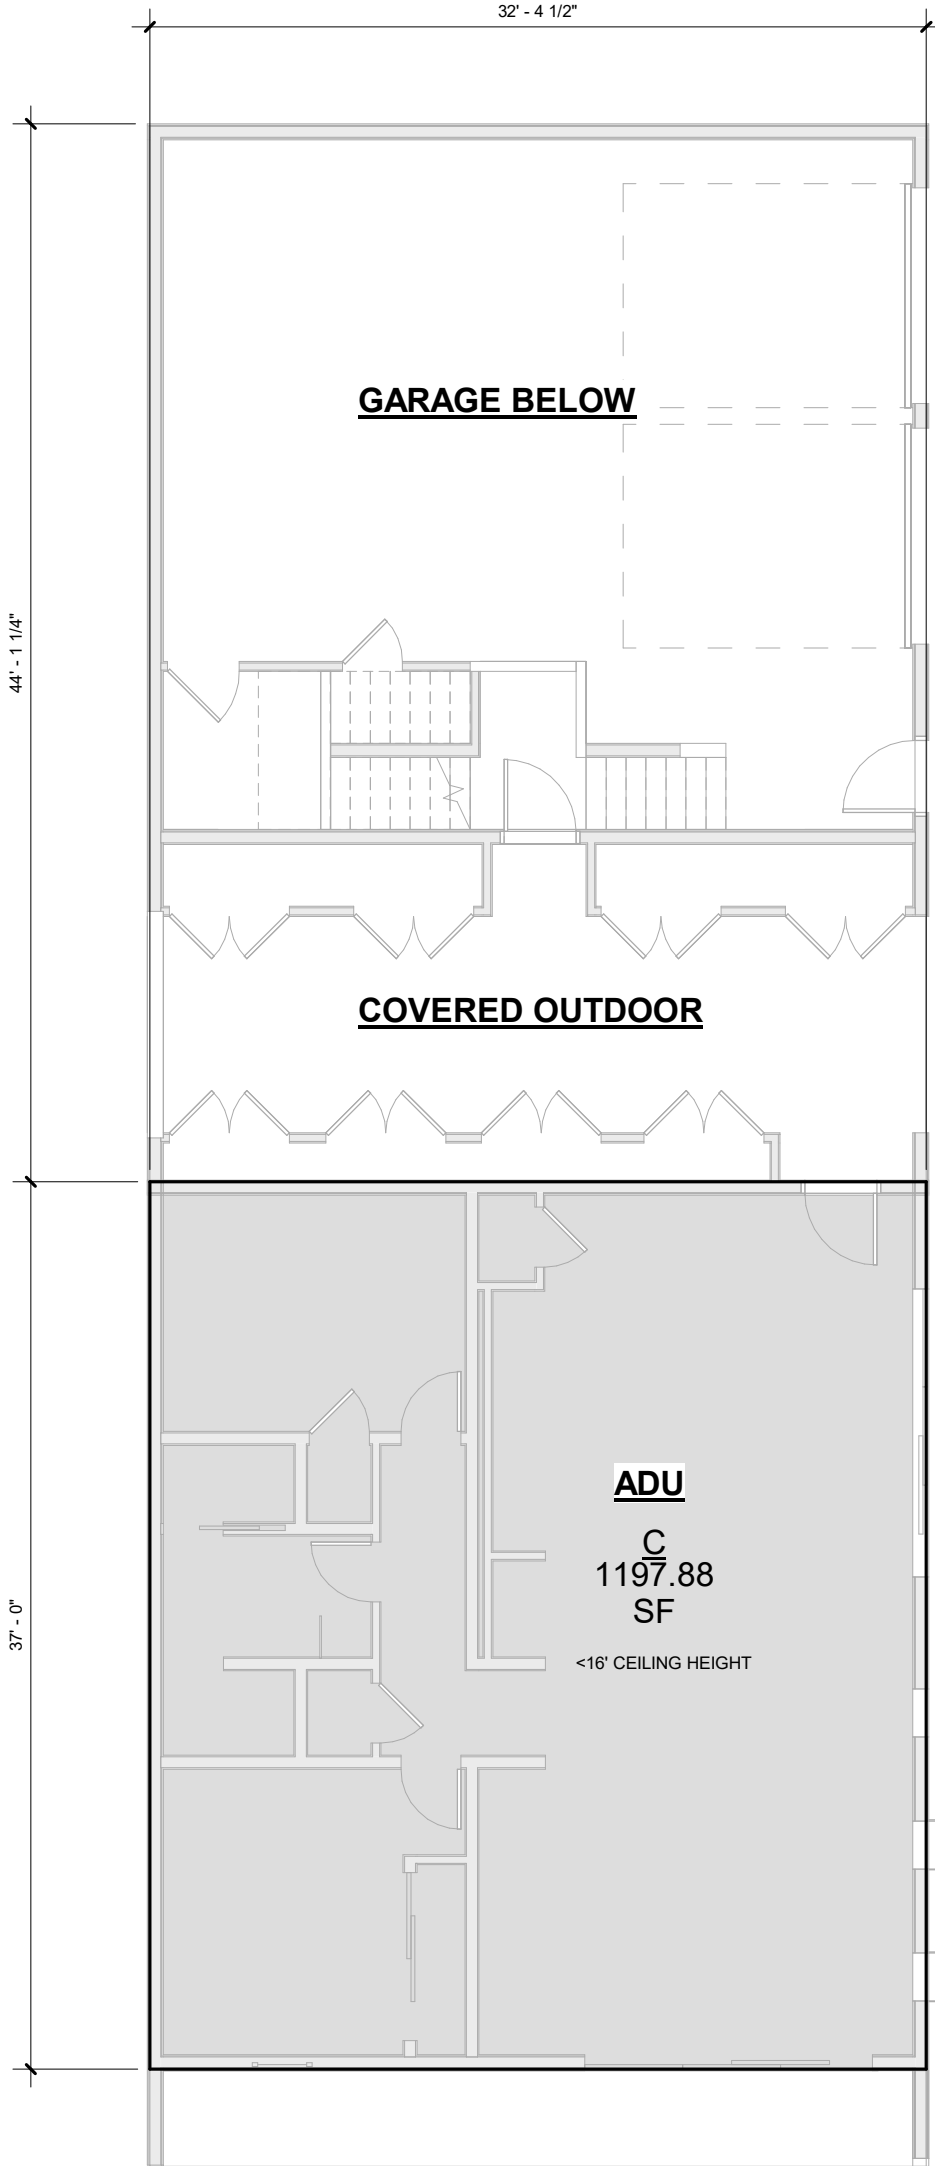 32' - 4 1/2"
GARAGE BELOW
44' - 1 1/4"
COVERED OUTDOOR
ADU
C
1197.88
SF
37' - 0"
<16' CEILING HEIGHT